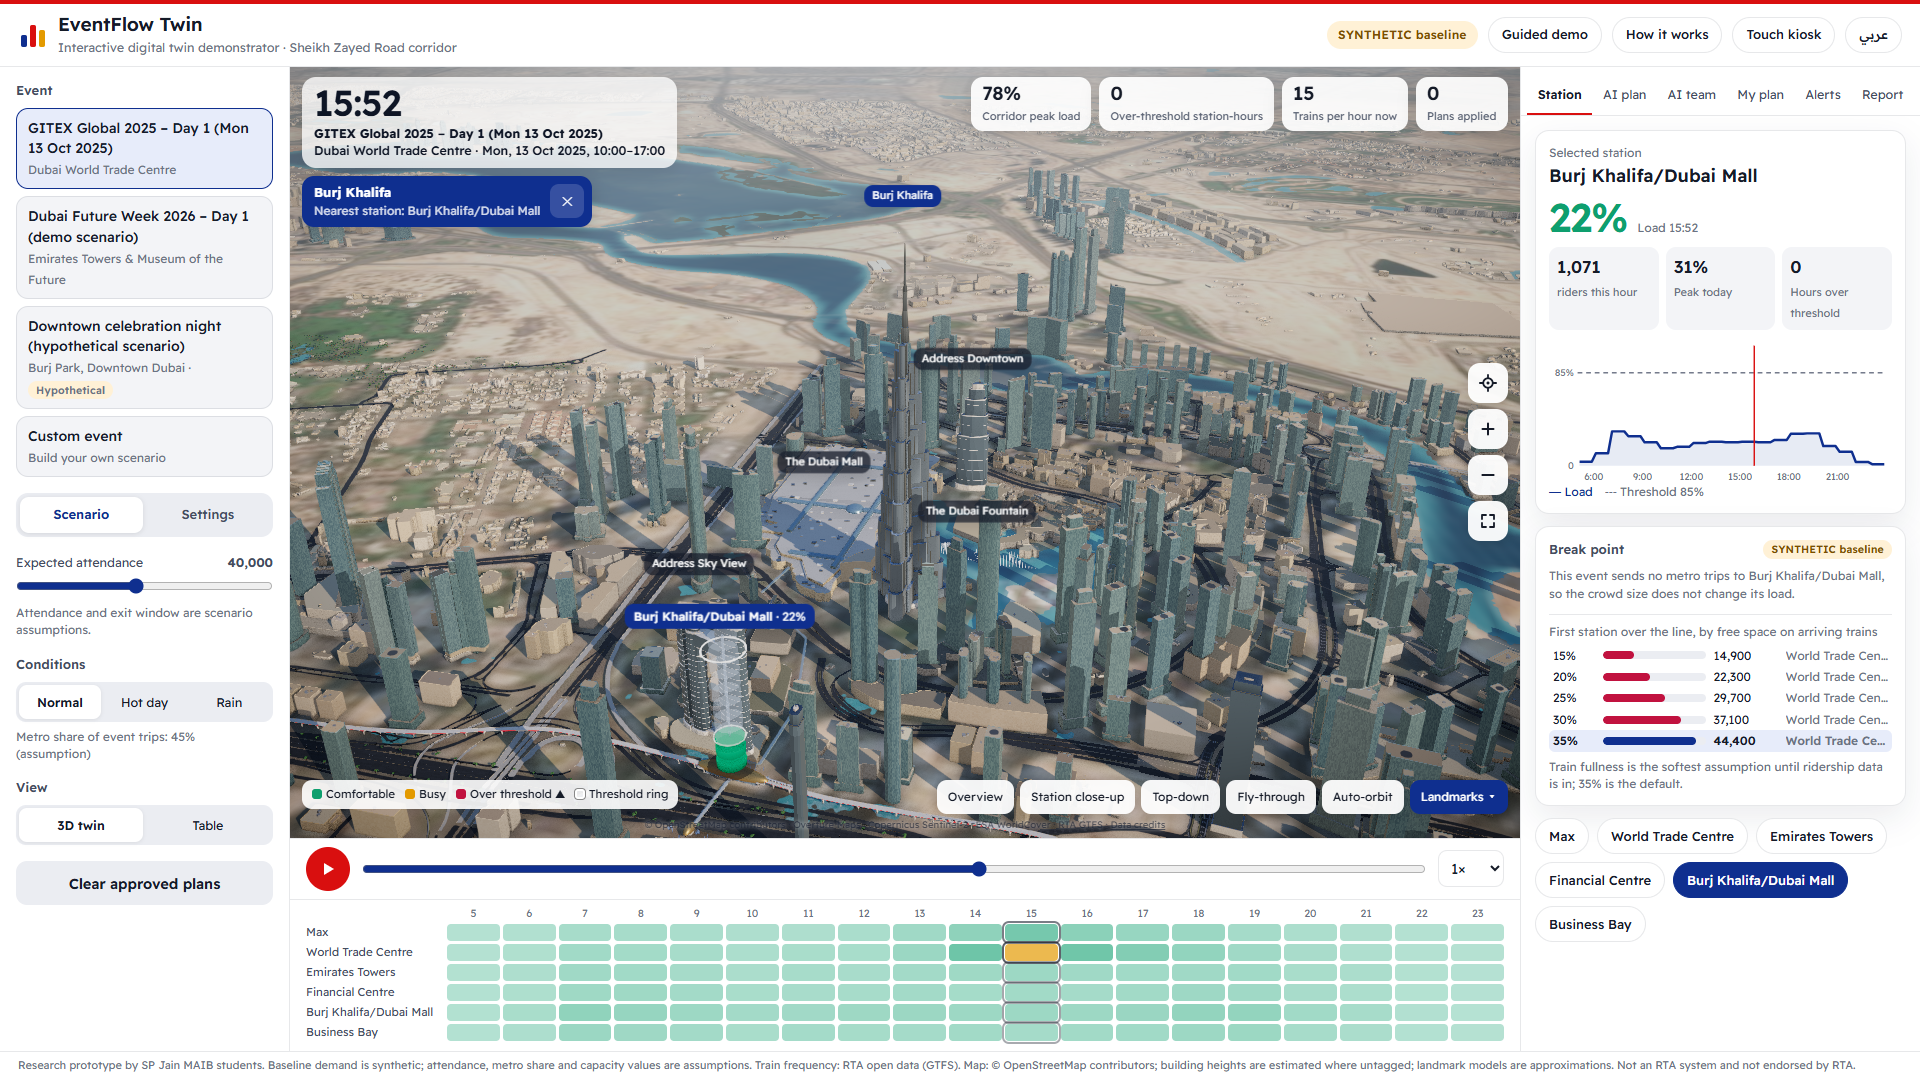 EventFlow Twin
Interactive digital twin demonstrator · Sheikh Zayed Road corridor
SYNTHETIC baseline
Guided demo
How it works
Touch kiosk
عربي
Event
GITEX Global 2025 – Day 1 (Mon
13 Oct 2025)
Dubai World Trade Centre
Dubai Future Week 2026 – Day 1
(demo scenario)
Emirates Towers & Museum of the
Future
Downtown celebration night
(hypothetical scenario)
Burj Park, Downtown Dubai ·
Hypothetical
Custom event
Build your own scenario
Scenario
Settings
Expected attendance
40,000
Attendance and exit window are scenario
assumptions.
Conditions
Normal
Hot day
Rain
Metro share of event trips: 45%
(assumption)
View
3D twin
Table
Clear approved plans
15:52
GITEX Global 2025 – Day 1 (Mon 13 Oct 2025)
Dubai World Trade Centre · Mon, 13 Oct 2025, 10:00–17:00
Burj Khalifa
Nearest station: Burj Khalifa/Dubai Mall
78%
Corridor peak load
0
Over-threshold station-hours
15
Trains per hour now
0
Plans applied
Burj Khalifa
Address Downtown
The Dubai Mall
The Dubai Fountain
Address Sky View
Burj Khalifa/Dubai Mall · 22%
Comfortable
Busy
Over threshold ▲
Threshold ring
Overview
Station close-up
Top-down
Fly-through
Auto-orbit
Landmarks
1×
5 6 7 8 9 10 11 12 13 14 15 16 17 18 19 20 21 22 23
Max
World Trade Centre
Emirates Towers
Financial Centre
Burj Khalifa/Dubai Mall
Business Bay
Station
AI plan
AI team
My plan
Alerts
Report
Selected station
Burj Khalifa/Dubai Mall
22%
Load 15:52
1,071
riders this hour
31%
Peak today
0
Hours over
threshold
85%
0
6:00 9:00 12:00 15:00 18:00 21:00
— Load
--- Threshold 85%
Break point
SYNTHETIC baseline
This event sends no metro trips to Burj Khalifa/Dubai Mall,
so the crowd size does not change its load.
First station over the line, by free space on arriving trains
15% 14,900 World Trade Cen...
20% 22,300 World Trade Cen...
25% 29,700 World Trade Cen...
30% 37,100 World Trade Cen...
35% 44,400 World Trade Ce...
Train fullness is the softest assumption until ridership data
is in; 35% is the default.
Max
World Trade Centre
Emirates Towers
Financial Centre
Burj Khalifa/Dubai Mall
Business Bay
Research prototype by SP Jain MAIB students. Baseline demand is synthetic; attendance, metro share and capacity values are assumptions. Train frequency: RTA open data (GTFS). Map: © OpenStreetMap contributors; building heights are estimated where untagged; landmark models are approximations. Not an RTA system and not endorsed by RTA.